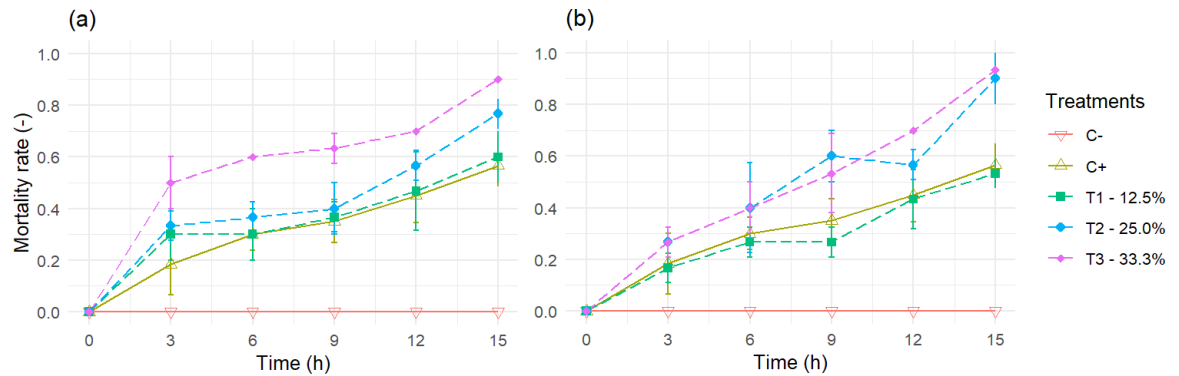 (a)
(b)
Mortality rate (-)
1.0
0.8
0.6
0.4
0.2
0.0
0 3 6 9 12 15
Time (h)
1.0
0.8
0.6
0.4
0.2
0.0
0 3 6 9 12 15
Time (h)
Treatments
C-
C+
T1 - 12.5%
T2 - 25.0%
T3 - 33.3%